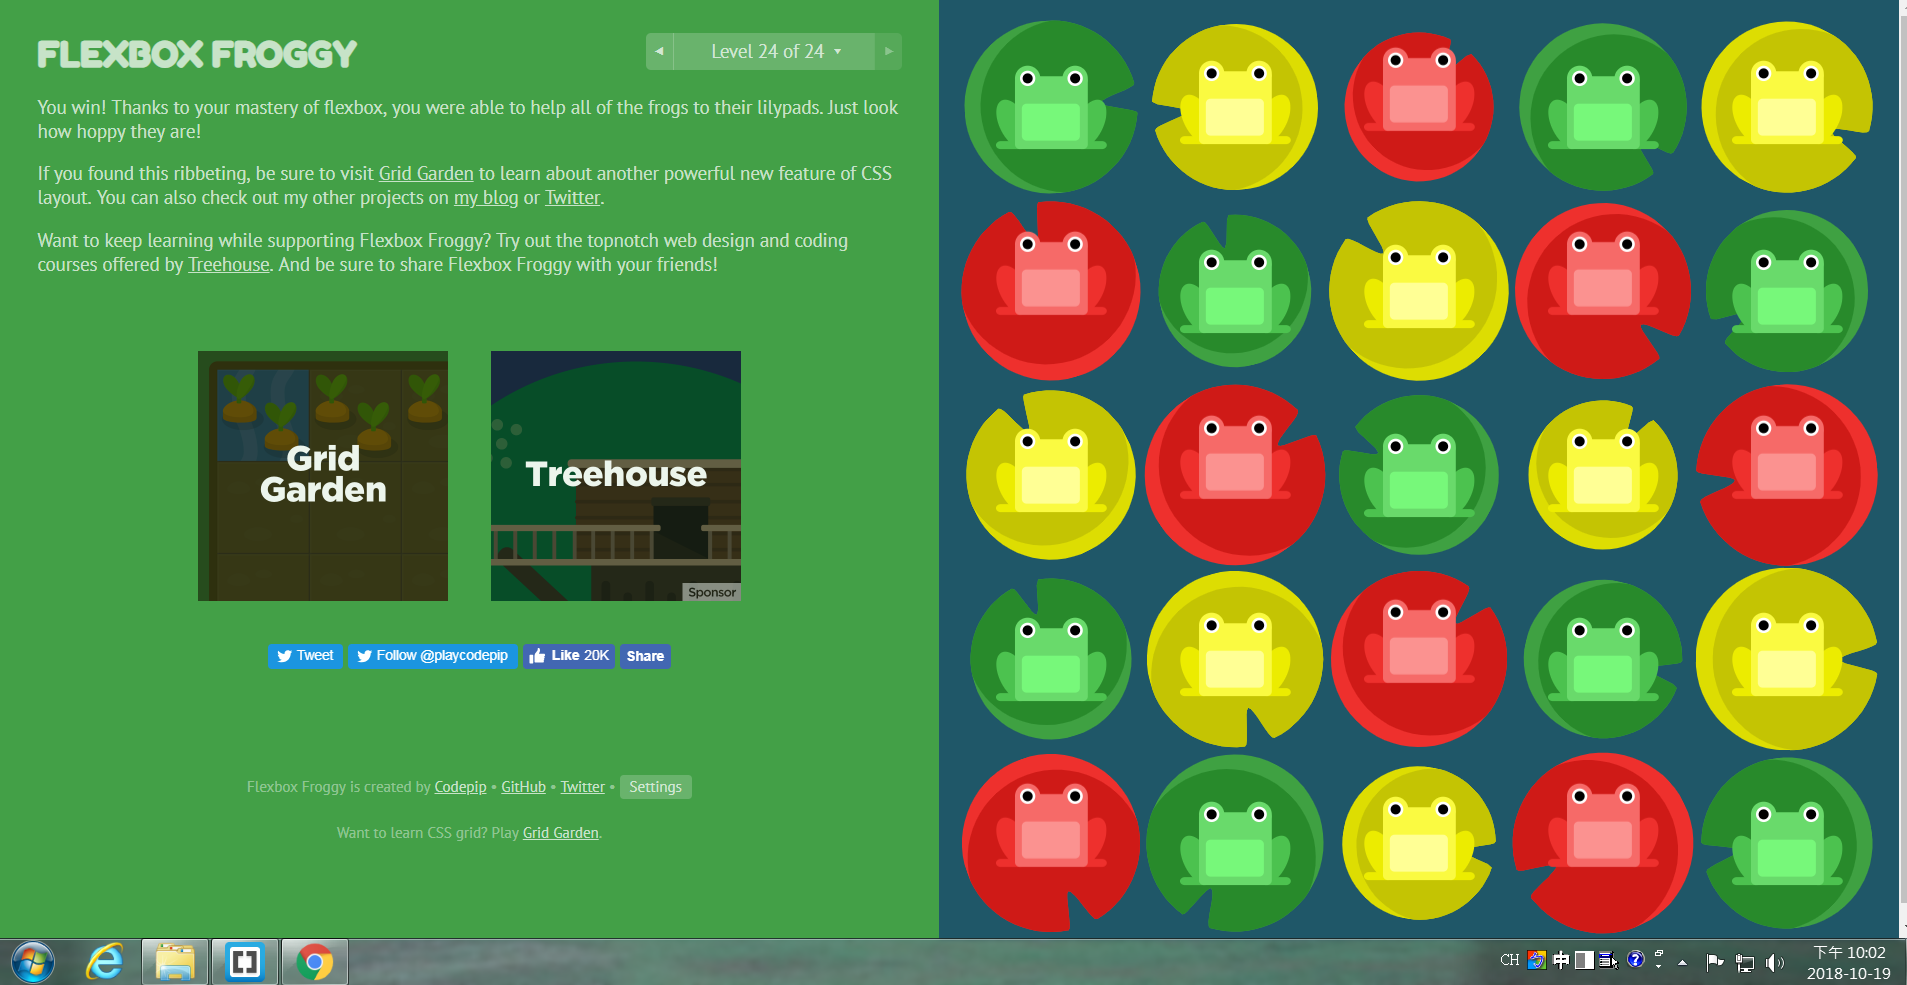 FLEXBOX FROGGY
Level 24 of 24
You win! Thanks to your mastery of flexbox, you were able to help all of the frogs to their lilypads. Just look
how hoppy they are!
If you found this ribbeting, be sure to visit Grid Garden to learn about another powerful new feature of CSS
layout. You can also check out my other projects on my blog or Twitter.
Want to keep learning while supporting Flexbox Froggy? Try out the topnotch web design and coding
courses offered by Treehouse. And be sure to share Flexbox Froggy with your friends!
Grid
Garden
Treehouse
Sponsor
Tweet
Follow @playcodepip
Like 20K
Share
Flexbox Froggy is created by Codepip • GitHub • Twitter • Settings
Want to learn CSS grid? Play Grid Garden.
CH
中
下午 10:02
2018-10-19